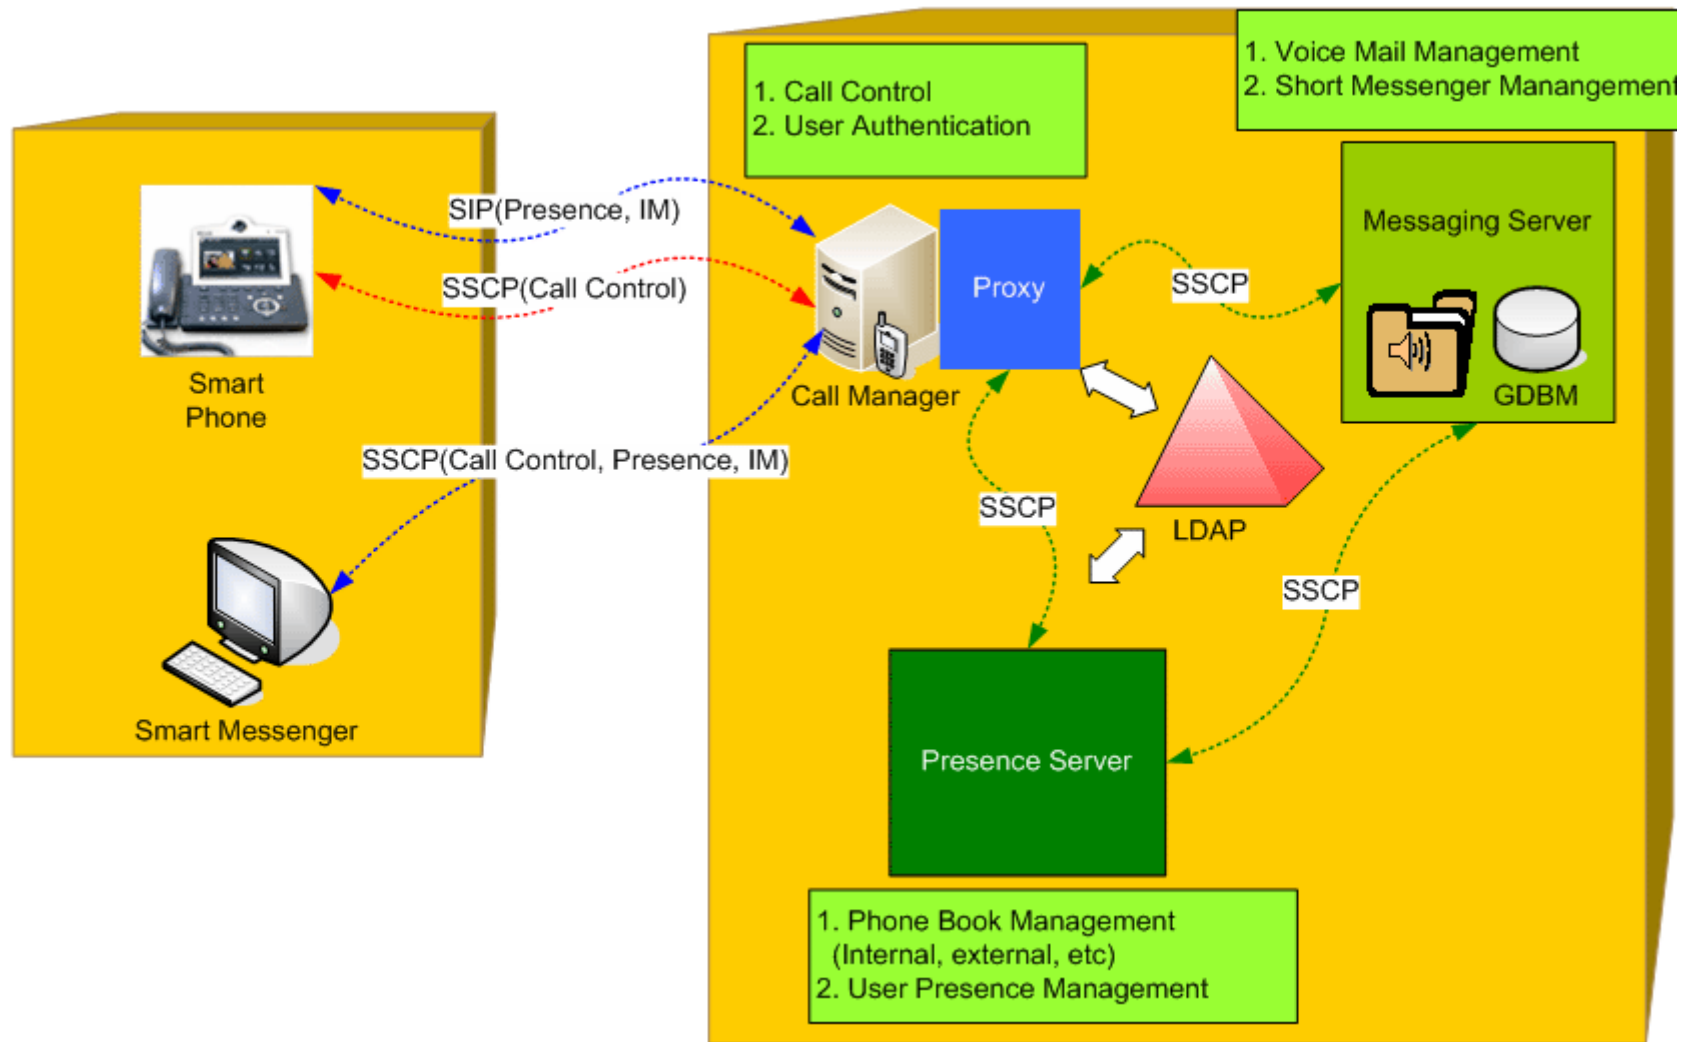 1. Call Control
2. User Authentication
1. Voice Mail Management
2. Short Messenger Manangement
SIP(Presence, IM)
SSCP(Call Control)
Smart
Phone
SSCP(Call Control, Presence, IM)
Smart Messenger
Call Manager
Proxy
SSCP
Messaging Server
GDBM
LDAP
SSCP
SSCP
Presence Server
1. Phone Book Management
(Internal, external, etc)
2. User Presence Management